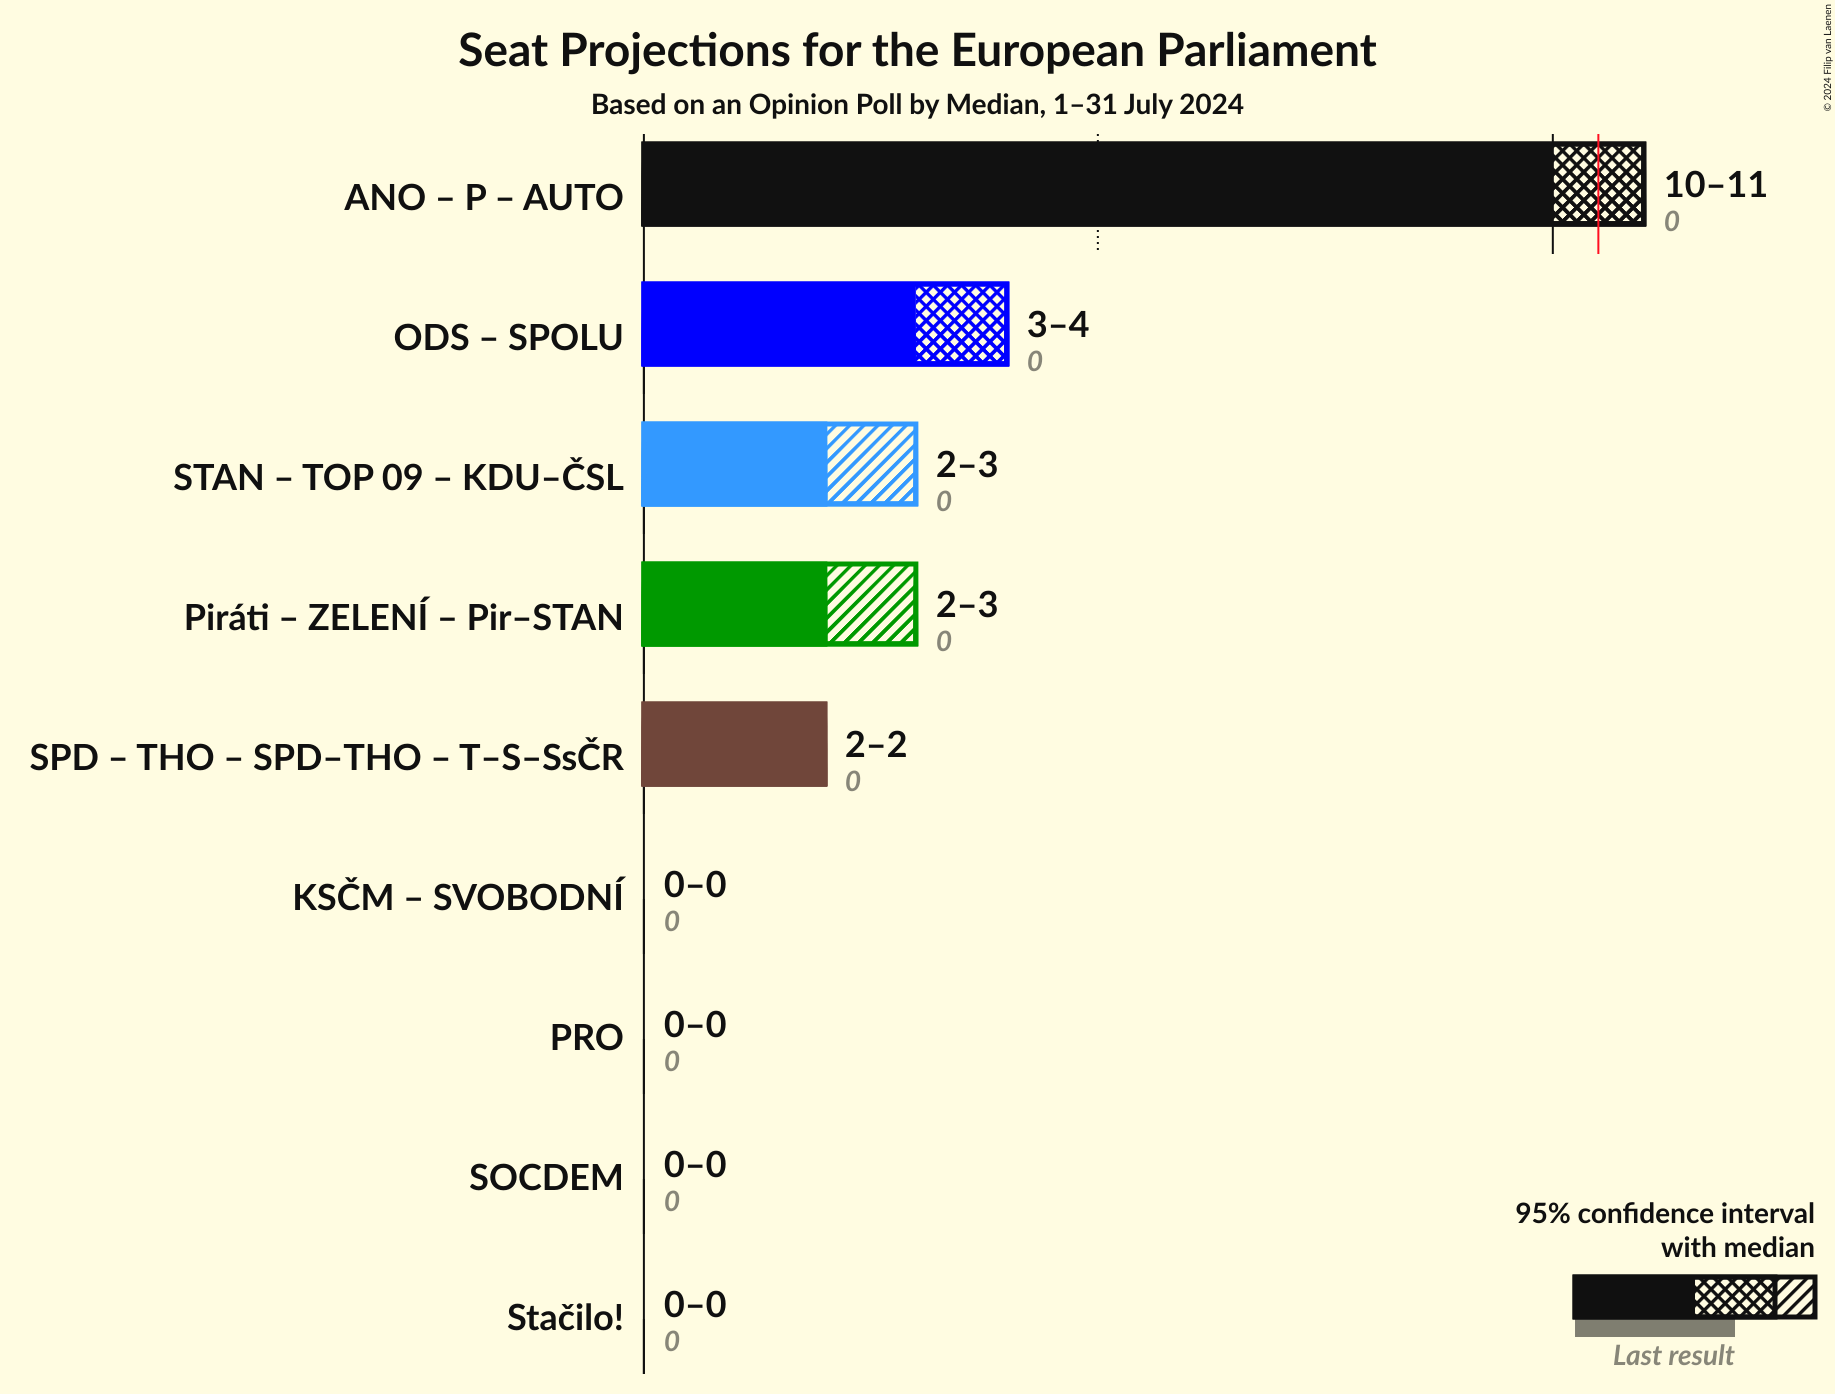 Seat Projections for the European Parliament
Based on an Opinion Poll by Median, 1–31 July 2024
© 2024 Filip van Laenen
ANO – P – AUTO
10–11
0
ODS – SPOLU
3–4
0
STAN – TOP 09 – KDU–ČSL
2–3
0
Piráti – ZELENÍ – Pir–STAN
2–3
0
SPD – THO – SPD–THO – T–S–SsČR
2–2
0
KSČM – SVOBODNÍ
0–0
0
PRO
0–0
0
SOCDEM
0–0
0
Stačilo!
0–0
0
95% confidence interval
with median
Last result